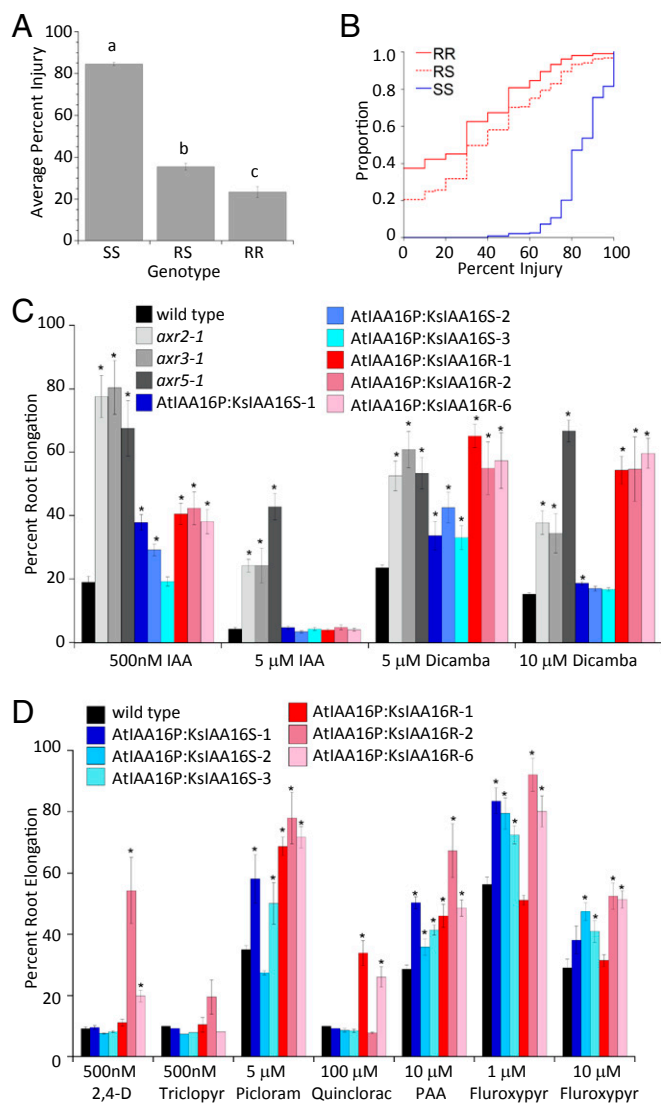 A
Average Percent Injury
100
80
60
40
20
0
a
b
c
SS
RS
RR
Genotype
B
Proportion
1.0
0.8
0.6
0.4
0.2
0
RR
RS
SS
0
20
40
60
80
100
Percent Injury
C
Percent Root Elongation
100
80
60
40
20
0
wild type
axr2-1
axr3-1
axr5-1
AtIAA16P:KsIAA16S-1
AtIAA16P:KsIAA16S-2
AtIAA16P:KsIAA16S-3
AtIAA16P:KsIAA16R-1
AtIAA16P:KsIAA16R-2
AtIAA16P:KsIAA16R-6
* * * * * * * *
* * *
* * * * * * * * *
* * * * * * *
500nM IAA
5 µM IAA
5 µM Dicamba
10 µM Dicamba
D
Percent Root Elongation
100
80
60
40
20
0
wild type
AtIAA16P:KsIAA16S-1
AtIAA16P:KsIAA16S-2
AtIAA16P:KsIAA16S-3
AtIAA16P:KsIAA16R-1
AtIAA16P:KsIAA16R-2
AtIAA16P:KsIAA16R-6
* *
* * * * *
* *
* * * * * *
* * * * *
* * * *
500nM
2,4-D
500nM
Triclopyr
5 µM
Picloram
100 µM
Quinclorac
10 µM
PAA
1 µM
Fluroxypyr
10 µM
Fluroxypyr